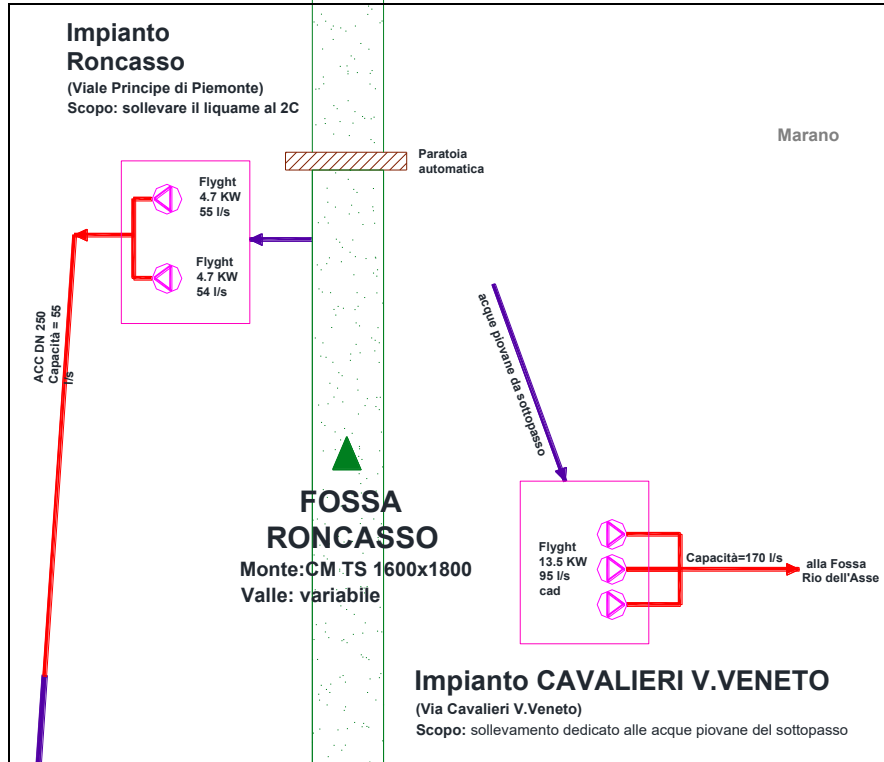 Impianto
Roncasso
(Viale Principe di Piemonte)
Scopo: sollevare il liquame al 2C
Paratoia
automatica
Marano
Flyght
4.7 KW
55 l/s
Flyght
4.7 KW
54 l/s
ACC DN 250
Capacità = 55
l/s
acque piovane da sottopasso
FOSSA
RONCASSO
Monte:CM TS 1600x1800
Valle: variabile
Flyght
13.5 KW
95 l/s
cad
Capacità=170 l/s
alla Fossa
Rio dell'Asse
Impianto CAVALIERI V.VENETO
(Via Cavalieri V.Veneto)
Scopo: sollevamento dedicato alle acque piovane del sottopasso